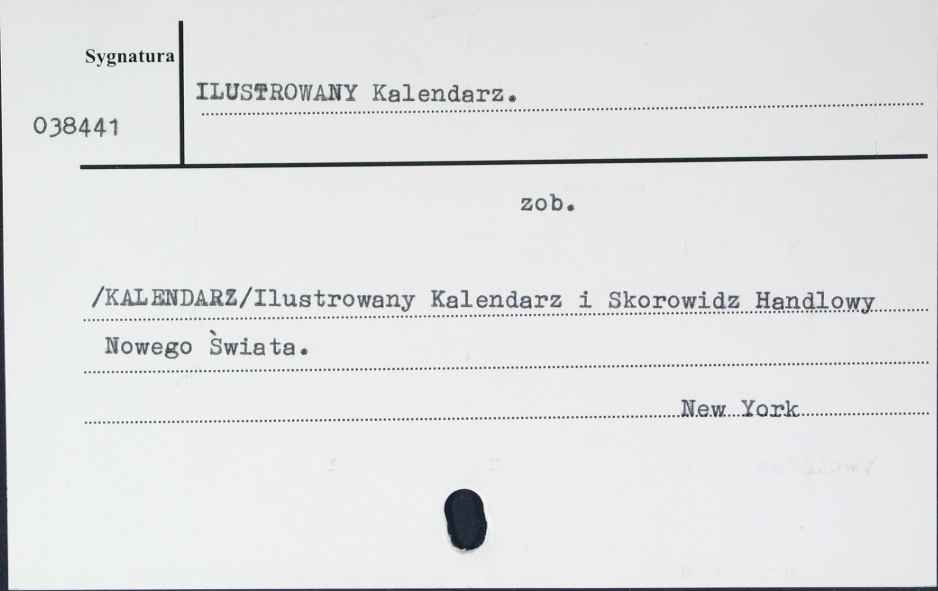 Sygnatura
ILUSTROWANY Kalendarz.
038441
zob.
/KALENDARZ/Ilustrowany Kalendarz i Skorowidz Handlowy
Nowego Świata.
New York